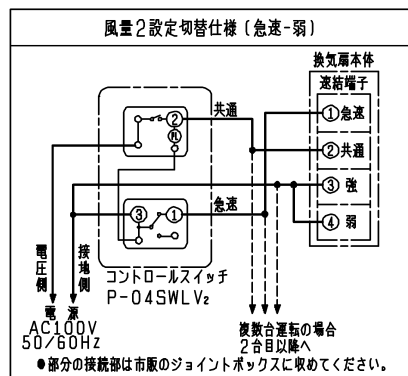 風量2設定切替仕様(急速-弱)
換気扇本体
速結端子
共通
①急速
②共通
③ 強
④ 弱
②
PL
③ ①
急速
電圧側
接地側
コントロールスイッチ
P-04SWLV₂
電 源
AC100V
50/60Hz
複数台運転の場合
2台目以降へ
●部分の接続部は市販のジョイントボックスに収めてください。